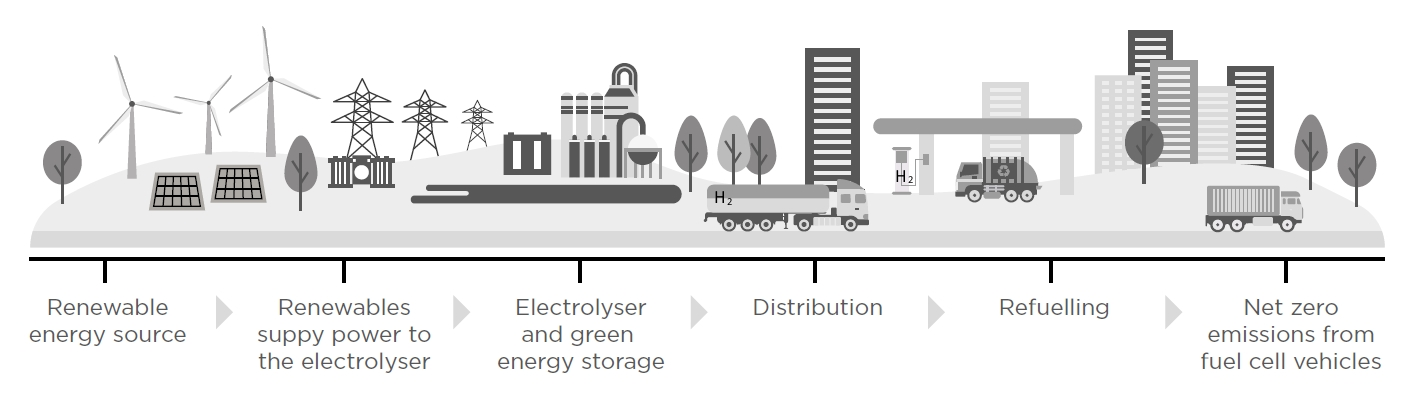 H2
H2
Renewable
energy source
Renewables
suppy power to
the electrolyser
Electrolyser
and green
energy storage
Distribution
Refuelling
Net zero
emissions from
fuel cell vehicles